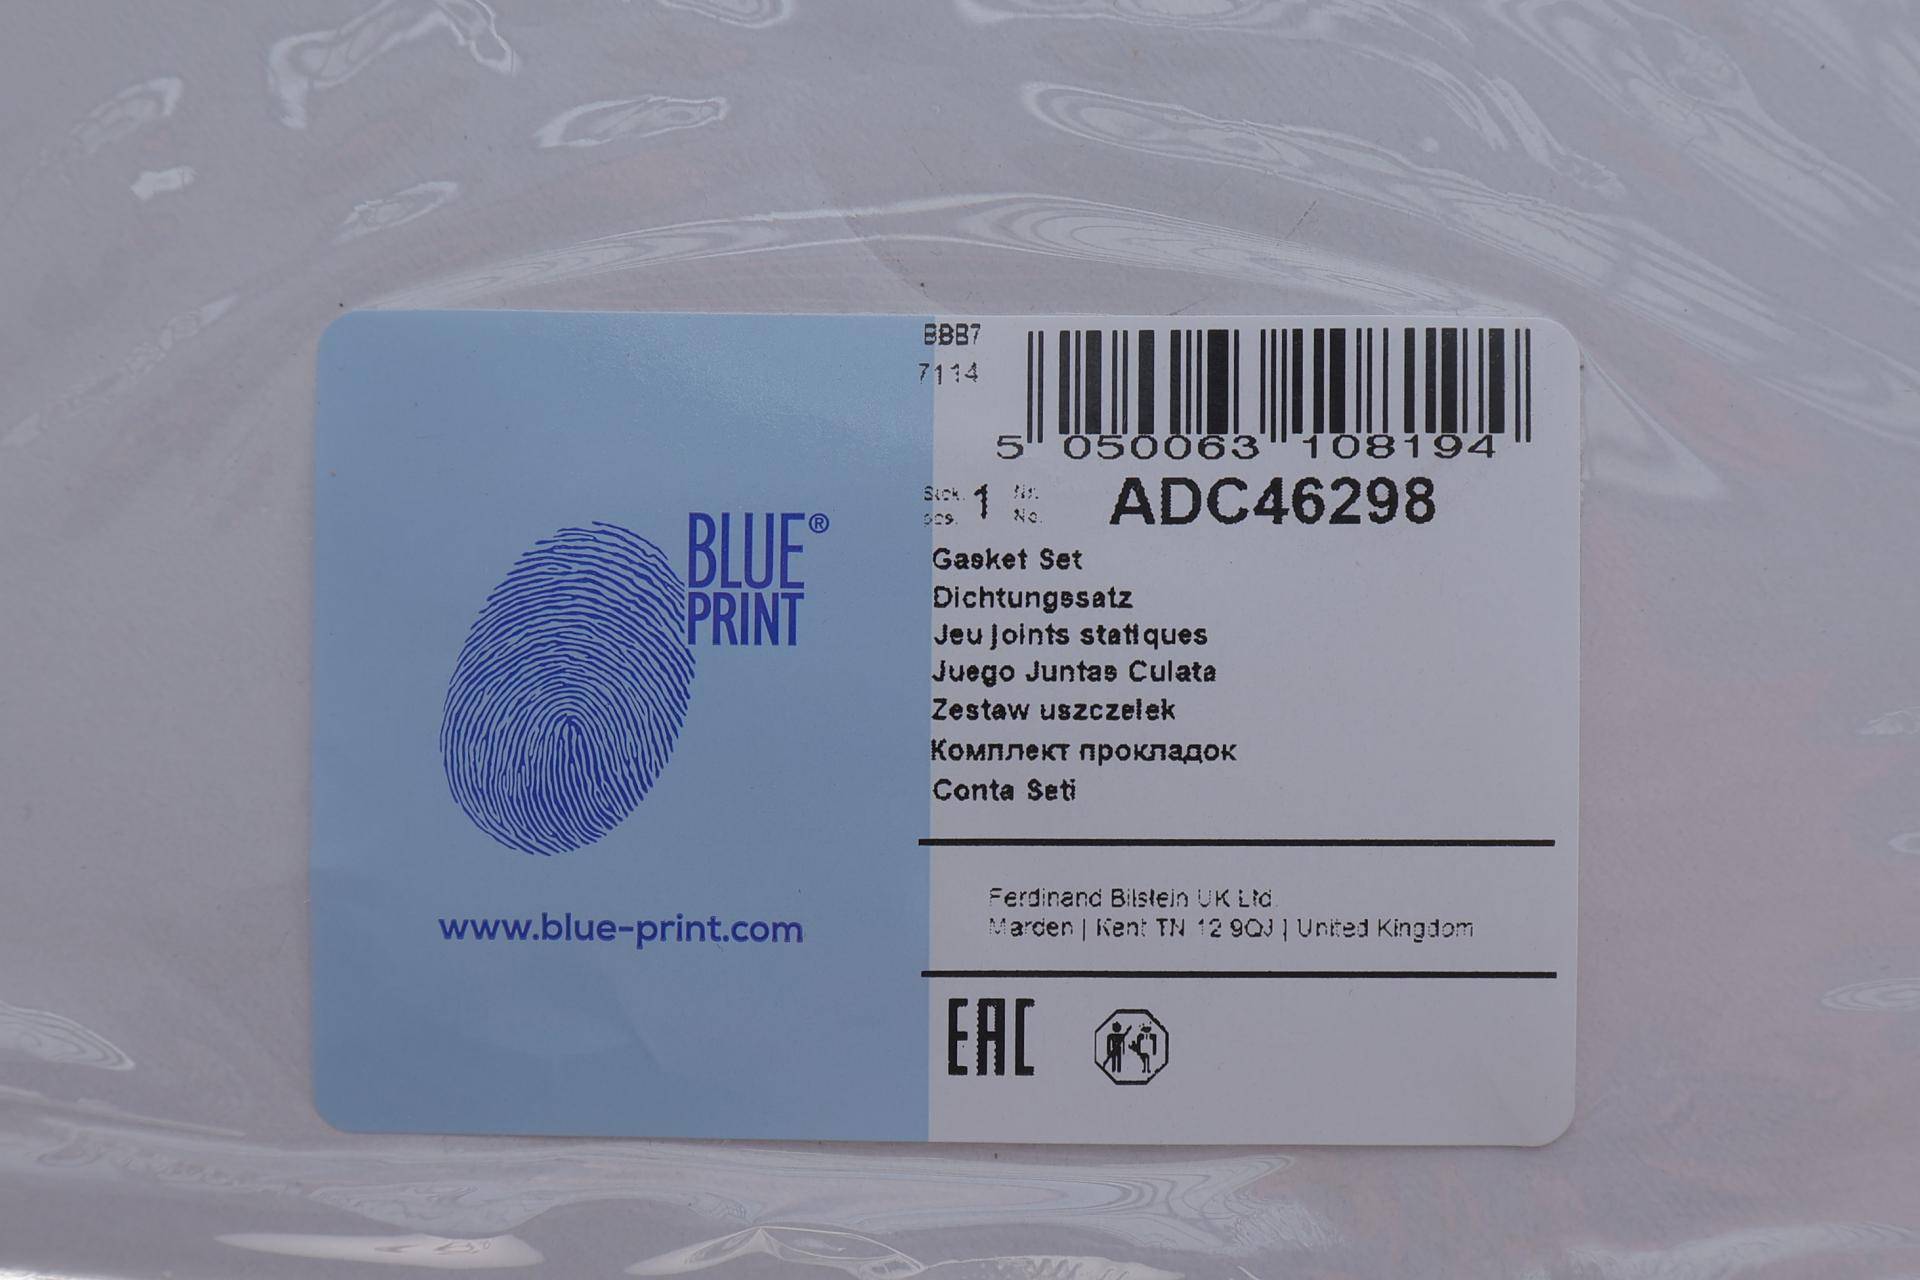 BLUE®
PRINT
www.blue-print.com
BBB7
7114
5 050063 108194
Stck. 1 Nr.
pcs. No.
ADC46298
Gasket Set
Dichtungssatz
Jeu joints statiques
Juego Juntas Culata
Zestaw uszczelek
Комплект прокладок
Conta Seti
Ferdinand Bilstein UK Ltd.
Marden | Kent TN 12 9QJ | United Kingdom
EAC